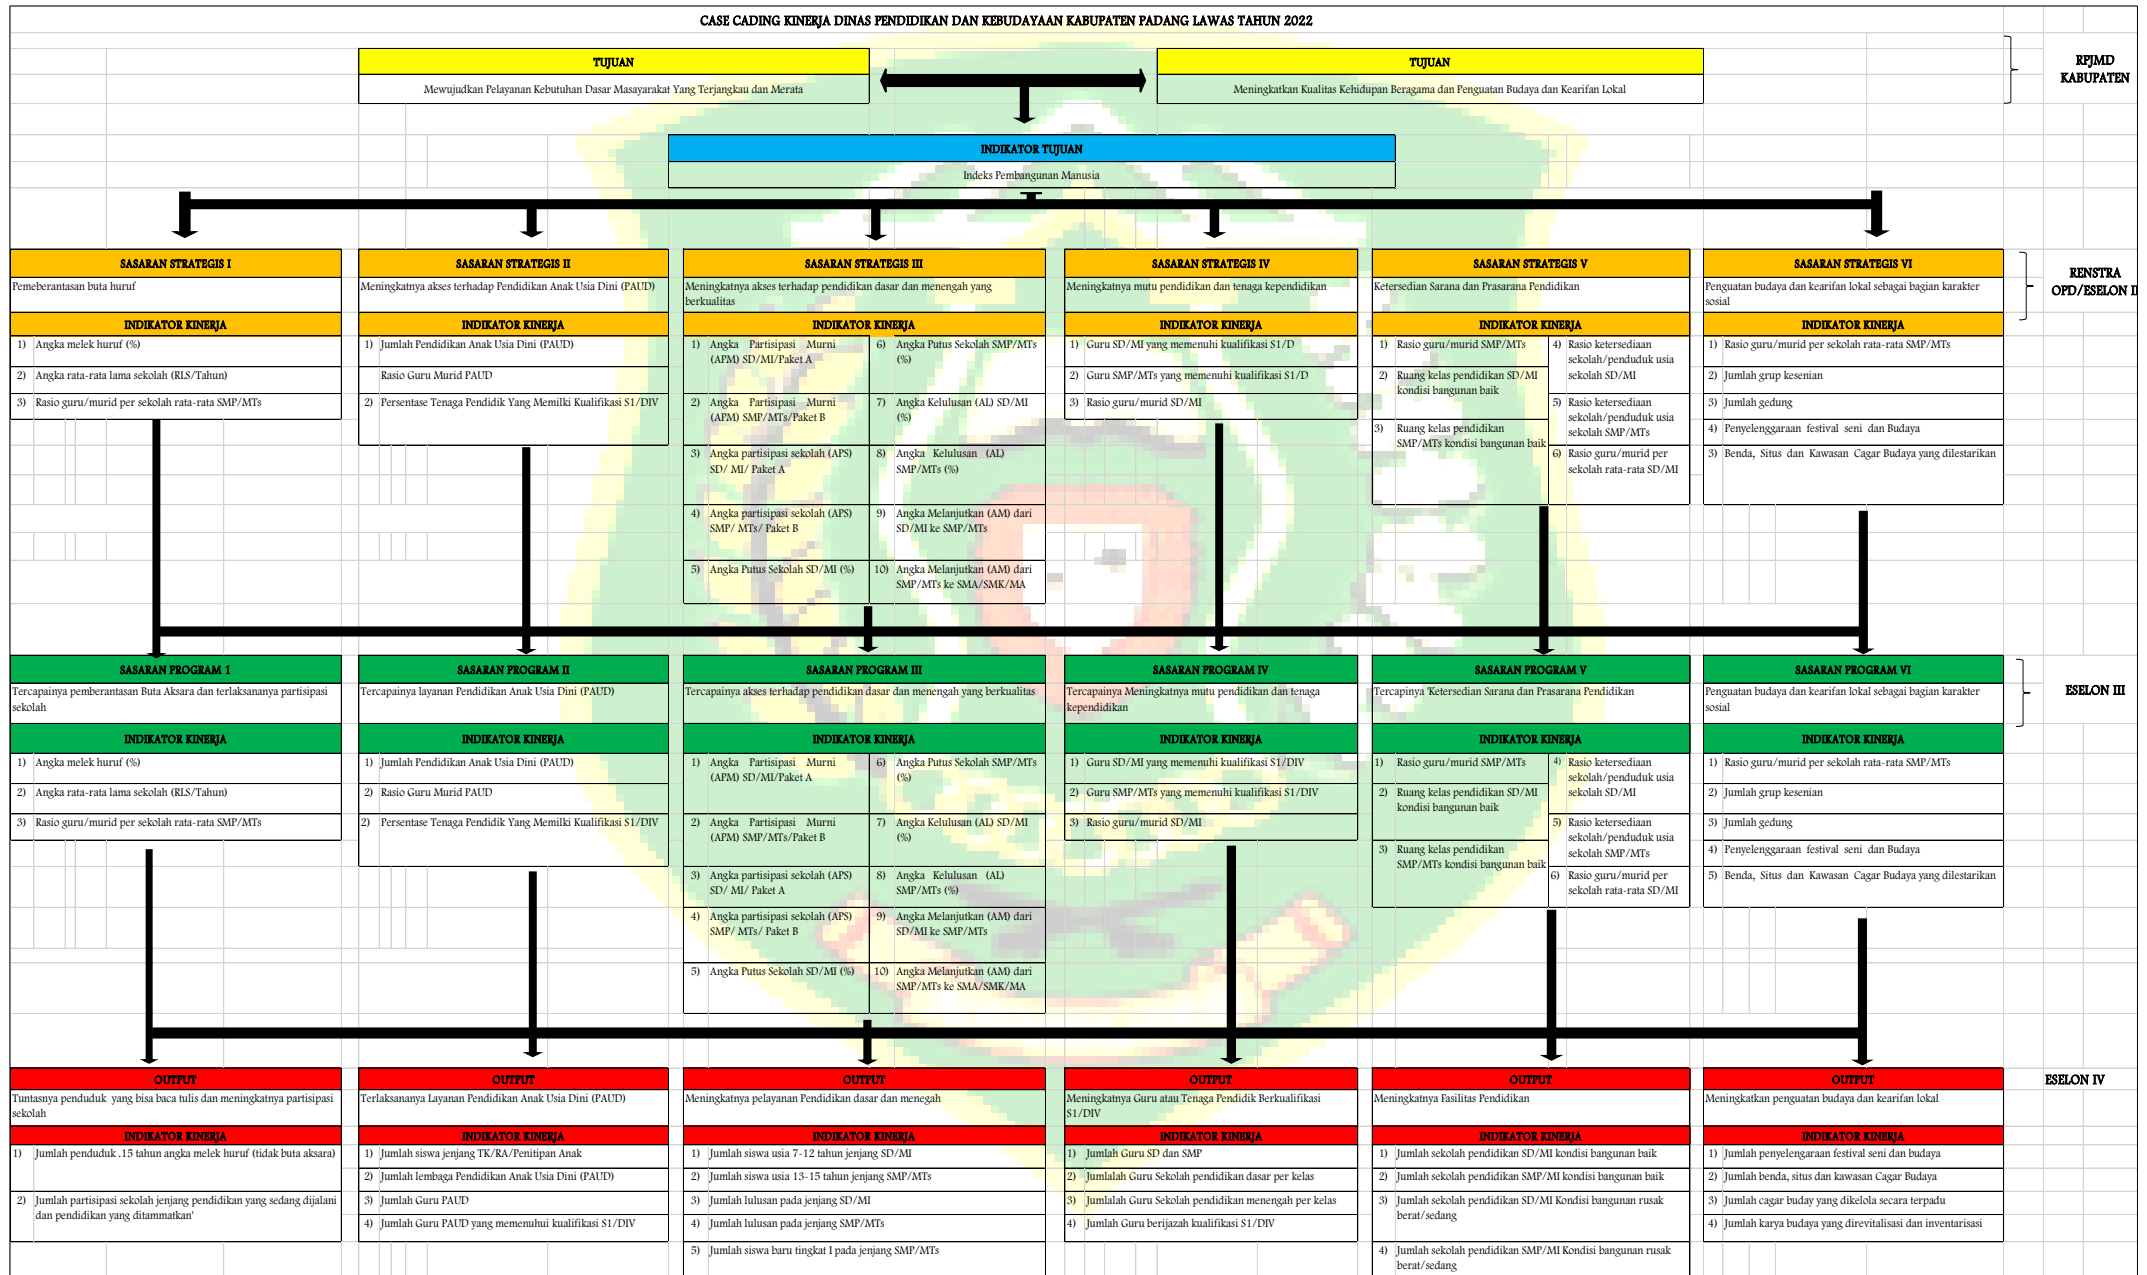 CASE CADING KINERJA DINAS PENDIDIKAN DAN KEBUDAYAAN KABUPATEN PADANG LAWAS TAHUN 2022
TUJUAN
Mewujudkan Pelayanan Kebutuhan Dasar Masayarakat Yang Terjangkau dan Merata
TUJUAN
Meningkatkan Kualitas Kehidupan Beragama dan Penguatan Budaya dan Kearifan Lokal
RPJMD
KABUPATEN
INDIKATOR TUJUAN
Indeks Pembangunan Manusia
SASARAN STRATEGIS I
Pemeberantasan buta huruf
INDIKATOR KINERJA
1) Angka melek huruf (%)
2) Angka rata-rata lama sekolah (RLS/Tahun)
3) Rasio guru/murid per sekolah rata-rata SMP/MTs
SASARAN STRATEGIS II
Meningkatnya akses terhadap Pendidikan Anak Usia Dini (PAUD)
INDIKATOR KINERJA
1) Jumlah Pendidikan Anak Usia Dini (PAUD)
Rasio Guru Murid PAUD
2) Persentase Tenaga Pendidik Yang Memilki Kualifikasi S1/DIV
SASARAN STRATEGIS III
Meningkatnya akses terhadap pendidikan dasar dan menengah yang
berkualitas
INDIKATOR KINERJA
1) Angka Partisipasi Murni
(APM) SD/MI/Paket A
2) Angka Partisipasi Murni
(APM) SMP/MTs/Paket B
3) Angka partisipasi sekolah (APS)
SD/ MI/ Paket A
4) Angka partisipasi sekolah (APS)
SMP/ MTs/ Paket B
5) Angka Putus Sekolah SD/MI (%)
6) Angka Putus Sekolah SMP/MTs
(%)
7) Angka Kelulusan (AL) SD/MI
(%)
8) Angka Kelulusan (AL)
SMP/MTs (%)
9) Angka Melanjutkan (AM) dari
SD/MI ke SMP/MTs
10) Angka Melanjutkan (AM) dari
SMP/MTs ke SMA/SMK/MA
SASARAN STRATEGIS IV
Meningkatnya mutu pendidikan dan tenaga kependidikan
INDIKATOR KINERJA
1) Guru SD/MI yang memenuhi kualifikasi S1/D
2) Guru SMP/MTs yang memenuhi kualifikasi S1/D
3) Rasio guru/murid SD/MI
SASARAN STRATEGIS V
Ketersedian Sarana dan Prasarana Pendidikan
INDIKATOR KINERJA
1) Rasio guru/murid SMP/MTs
2) Ruang kelas pendidikan SD/MI
kondisi bangunan baik
3) Ruang kelas pendidikan
SMP/MTs kondisi bangunan baik
4) Rasio ketersediaan
sekolah/penduduk usia
sekolah SD/MI
5) Rasio ketersediaan
sekolah/penduduk usia
sekolah SMP/MTs
6) Rasio guru/murid per
sekolah rata-rata SD/MI
SASARAN STRATEGIS VI
Penguatan budaya dan kearifan lokal sebagai bagian karakter
sosial
INDIKATOR KINERJA
1) Rasio guru/murid per sekolah rata-rata SMP/MTs
2) Jumlah grup kesenian
3) Jumlah gedung
4) Penyelenggaraan festival seni dan Budaya
3) Benda, Situs dan Kawasan Cagar Budaya yang dilestarikan
RENSTRA
OPD/ESELON II
SASARAN PROGRAM 1
Tercapainya pemberantasan Buta Aksara dan terlaksananya partisipasi
sekolah
INDIKATOR KINERJA
1) Angka melek huruf (%)
2) Angka rata-rata lama sekolah (RLS/Tahun)
3) Rasio guru/murid per sekolah rata-rata SMP/MTs
SASARAN PROGRAM II
Tercapainya layanan Pendidikan Anak Usia Dini (PAUD)
INDIKATOR KINERJA
1) Jumlah Pendidikan Anak Usia Dini (PAUD)
2) Rasio Guru Murid PAUD
2) Persentase Tenaga Pendidik Yang Memilki Kualifikasi S1/DIV
SASARAN PROGRAM III
Tercapainya akses terhadap pendidikan dasar dan menengah yang berkualitas
INDIKATOR KINERJA
1) Angka Partisipasi Murni
(APM) SD/MI/Paket A
2) Angka Partisipasi Murni
(APM) SMP/MTs/Paket B
3) Angka partisipasi sekolah (APS)
SD/ MI/ Paket A
4) Angka partisipasi sekolah (APS)
SMP/ MTs/ Paket B
5) Angka Putus Sekolah SD/MI (%)
6) Angka Putus Sekolah SMP/MTs
(%)
7) Angka Kelulusan (AL) SD/MI
(%)
8) Angka Kelulusan (AL)
SMP/MTs (%)
9) Angka Melanjutkan (AM) dari
SD/MI ke SMP/MTs
10) Angka Melanjutkan (AM) dari
SMP/MTs ke SMA/SMK/MA
SASARAN PROGRAM IV
Tercapainya Meningkatnya mutu pendidikan dan tenaga
kependidikan
INDIKATOR KINERJA
1) Guru SD/MI yang memenuhi kualifikasi S1/DIV
2) Guru SMP/MTs yang memenuhi kualifikasi S1/DIV
3) Rasio guru/murid SD/MI
SASARAN PROGRAM V
Tercapinya 'Ketersedian Sarana dan Prasarana Pendidikan
INDIKATOR KINERJA
1) Rasio guru/murid SMP/MTs
2) Ruang kelas pendidikan SD/MI
kondisi bangunan baik
3) Ruang kelas pendidikan
SMP/MTs kondisi bangunan baik
4) Rasio ketersediaan
sekolah/penduduk usia
sekolah SD/MI
5) Rasio ketersediaan
sekolah/penduduk usia
sekolah SMP/MTs
6) Rasio guru/murid per
sekolah rata-rata SD/MI
SASARAN PROGRAM VI
Penguatan budaya dan kearifan lokal sebagai bagian karakter
sosial
INDIKATOR KINERJA
1) Rasio guru/murid per sekolah rata-rata SMP/MTs
2) Jumlah grup kesenian
3) Jumlah gedung
4) Penyelenggaraan festival seni dan Budaya
5) Benda, Situs dan Kawasan Cagar Budaya yang dilestarikan
ESELON III
OUTPUT
Tuntasnya penduduk yang bisa baca tulis dan meningkatnya partisipasi
sekolah
INDIKATOR KINERJA
1) Jumlah penduduk .15 tahun angka melek huruf (tidak buta aksara)
2) Jumlah partisipasi sekolah jenjang pendidikan yang sedang dijalani
dan pendidikan yang ditammatkan'
OUTPUT
Terlaksananya Layanan Pendidikan Anak Usia Dini (PAUD)
INDIKATOR KINERJA
1) Jumlah siswa jenjang TK/RA/Penitipan Anak
2) Jumlah lembaga Pendidikan Anak Usia Dini (PAUD)
3) Jumlah Guru PAUD
4) Jumlah Guru PAUD yang memenuhui kualifikasi S1/DIV
OUTPUT
Meningkatnya pelayanan Pendidikan dasar dan menegah
INDIKATOR KINERJA
1) Jumlah siswa usia 7-12 tahun jenjang SD/MI
2) Jumlah siswa usia 13-15 tahun jenjang SMP/MTs
3) Jumlah lulusan pada jenjang SD/MI
4) Jumlah lulusan pada jenjang SMP/MTs
5) Jumlah siswa baru tingkat I pada jenjang SMP/MTs
OUTPUT
Meningkatnya Guru atau Tenaga Pendidik Berkualifikasi
S1/DIV
INDIKATOR KINERJA
1) Jumlah Guru SD dan SMP
2) Jumlalah Guru Sekolah pendidikan dasar per kelas
3) Jumlalah Guru Sekolah pendidikan menengah per kelas
4) Jumlah Guru berijazah kualifikasi S1/DIV
OUTPUT
Meningkatnya Fasilitas Pendidikan
INDIKATOR KINERJA
1) Jumlah sekolah pendidikan SD/MI kondisi bangunan baik
2) Jumlah sekolah pendidikan SMP/MI kondisi bangunan baik
3) Jumlah sekolah pendidikan SD/MI Kondisi bangunan rusak
berat/sedang
4) Jumlah sekolah pendidikan SMP/MI Kondisi bangunan rusak
berat/sedang
OUTPUT
Meningkatkan penguatan budaya dan kearifan lokal
INDIKATOR KINERJA
1) Jumlah penyelengaraan festival seni dan budaya
2) Jumlah benda, situs dan kawasan Cagar Budaya
3) Jumlah cagar buday yang dikelola secara terpadu
4) Jumlah karya budaya yang direvitalisasi dan inventarisasi
ESELON IV